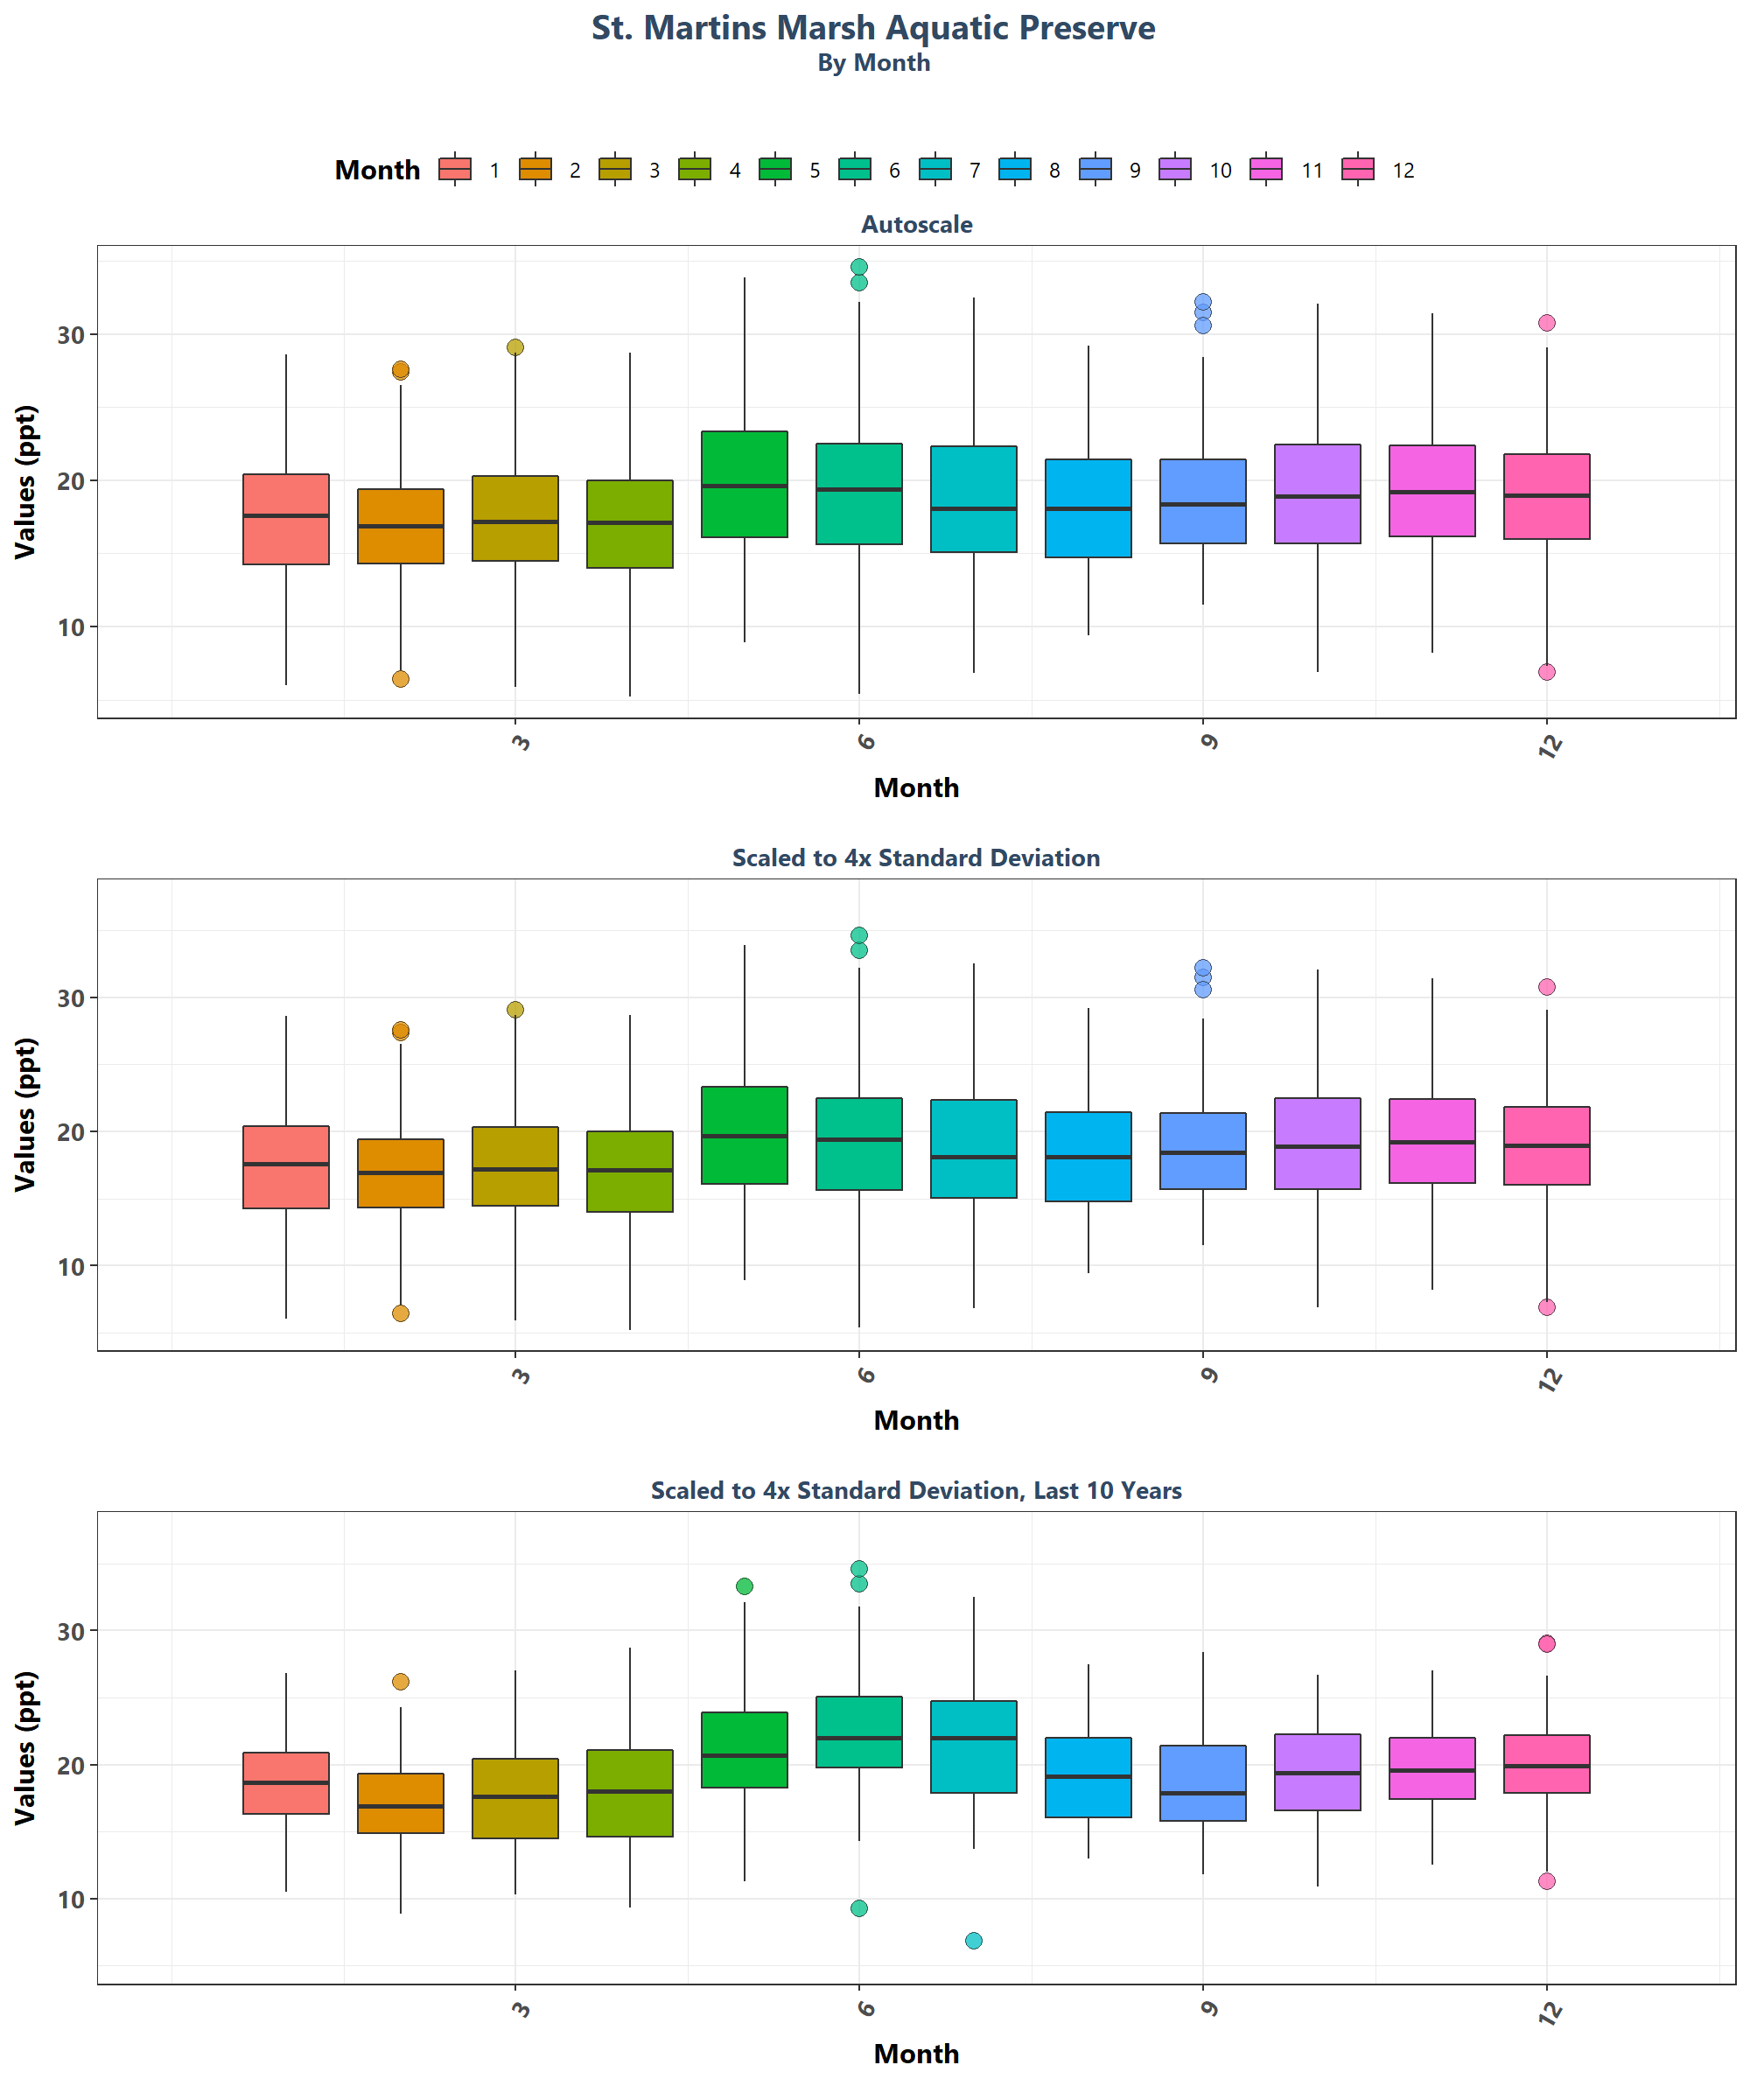 St. Martins Marsh Aquatic Preserve
By Month
Month 1 2 3 4 5 6 7 8 9 10 11 12
Autoscale
Values (ppt)
30
20
10
3 6 9 12
Month
Scaled to 4x Standard Deviation
Values (ppt)
30
20
10
3 6 9 12
Month
Scaled to 4x Standard Deviation, Last 10 Years
Values (ppt)
30
20
10
3 6 9 12
Month